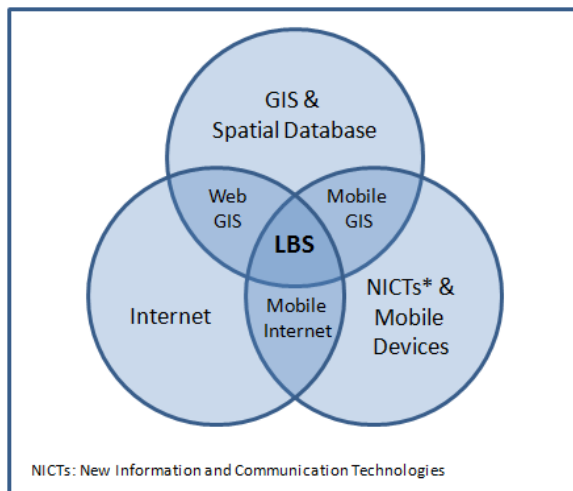 GIS &
Spatial Database
Web
GIS
Mobile
GIS
LBS
Internet
Mobile
Internet
NICTs* &
Mobile
Devices
NICTs: New Information and Communication Technologies